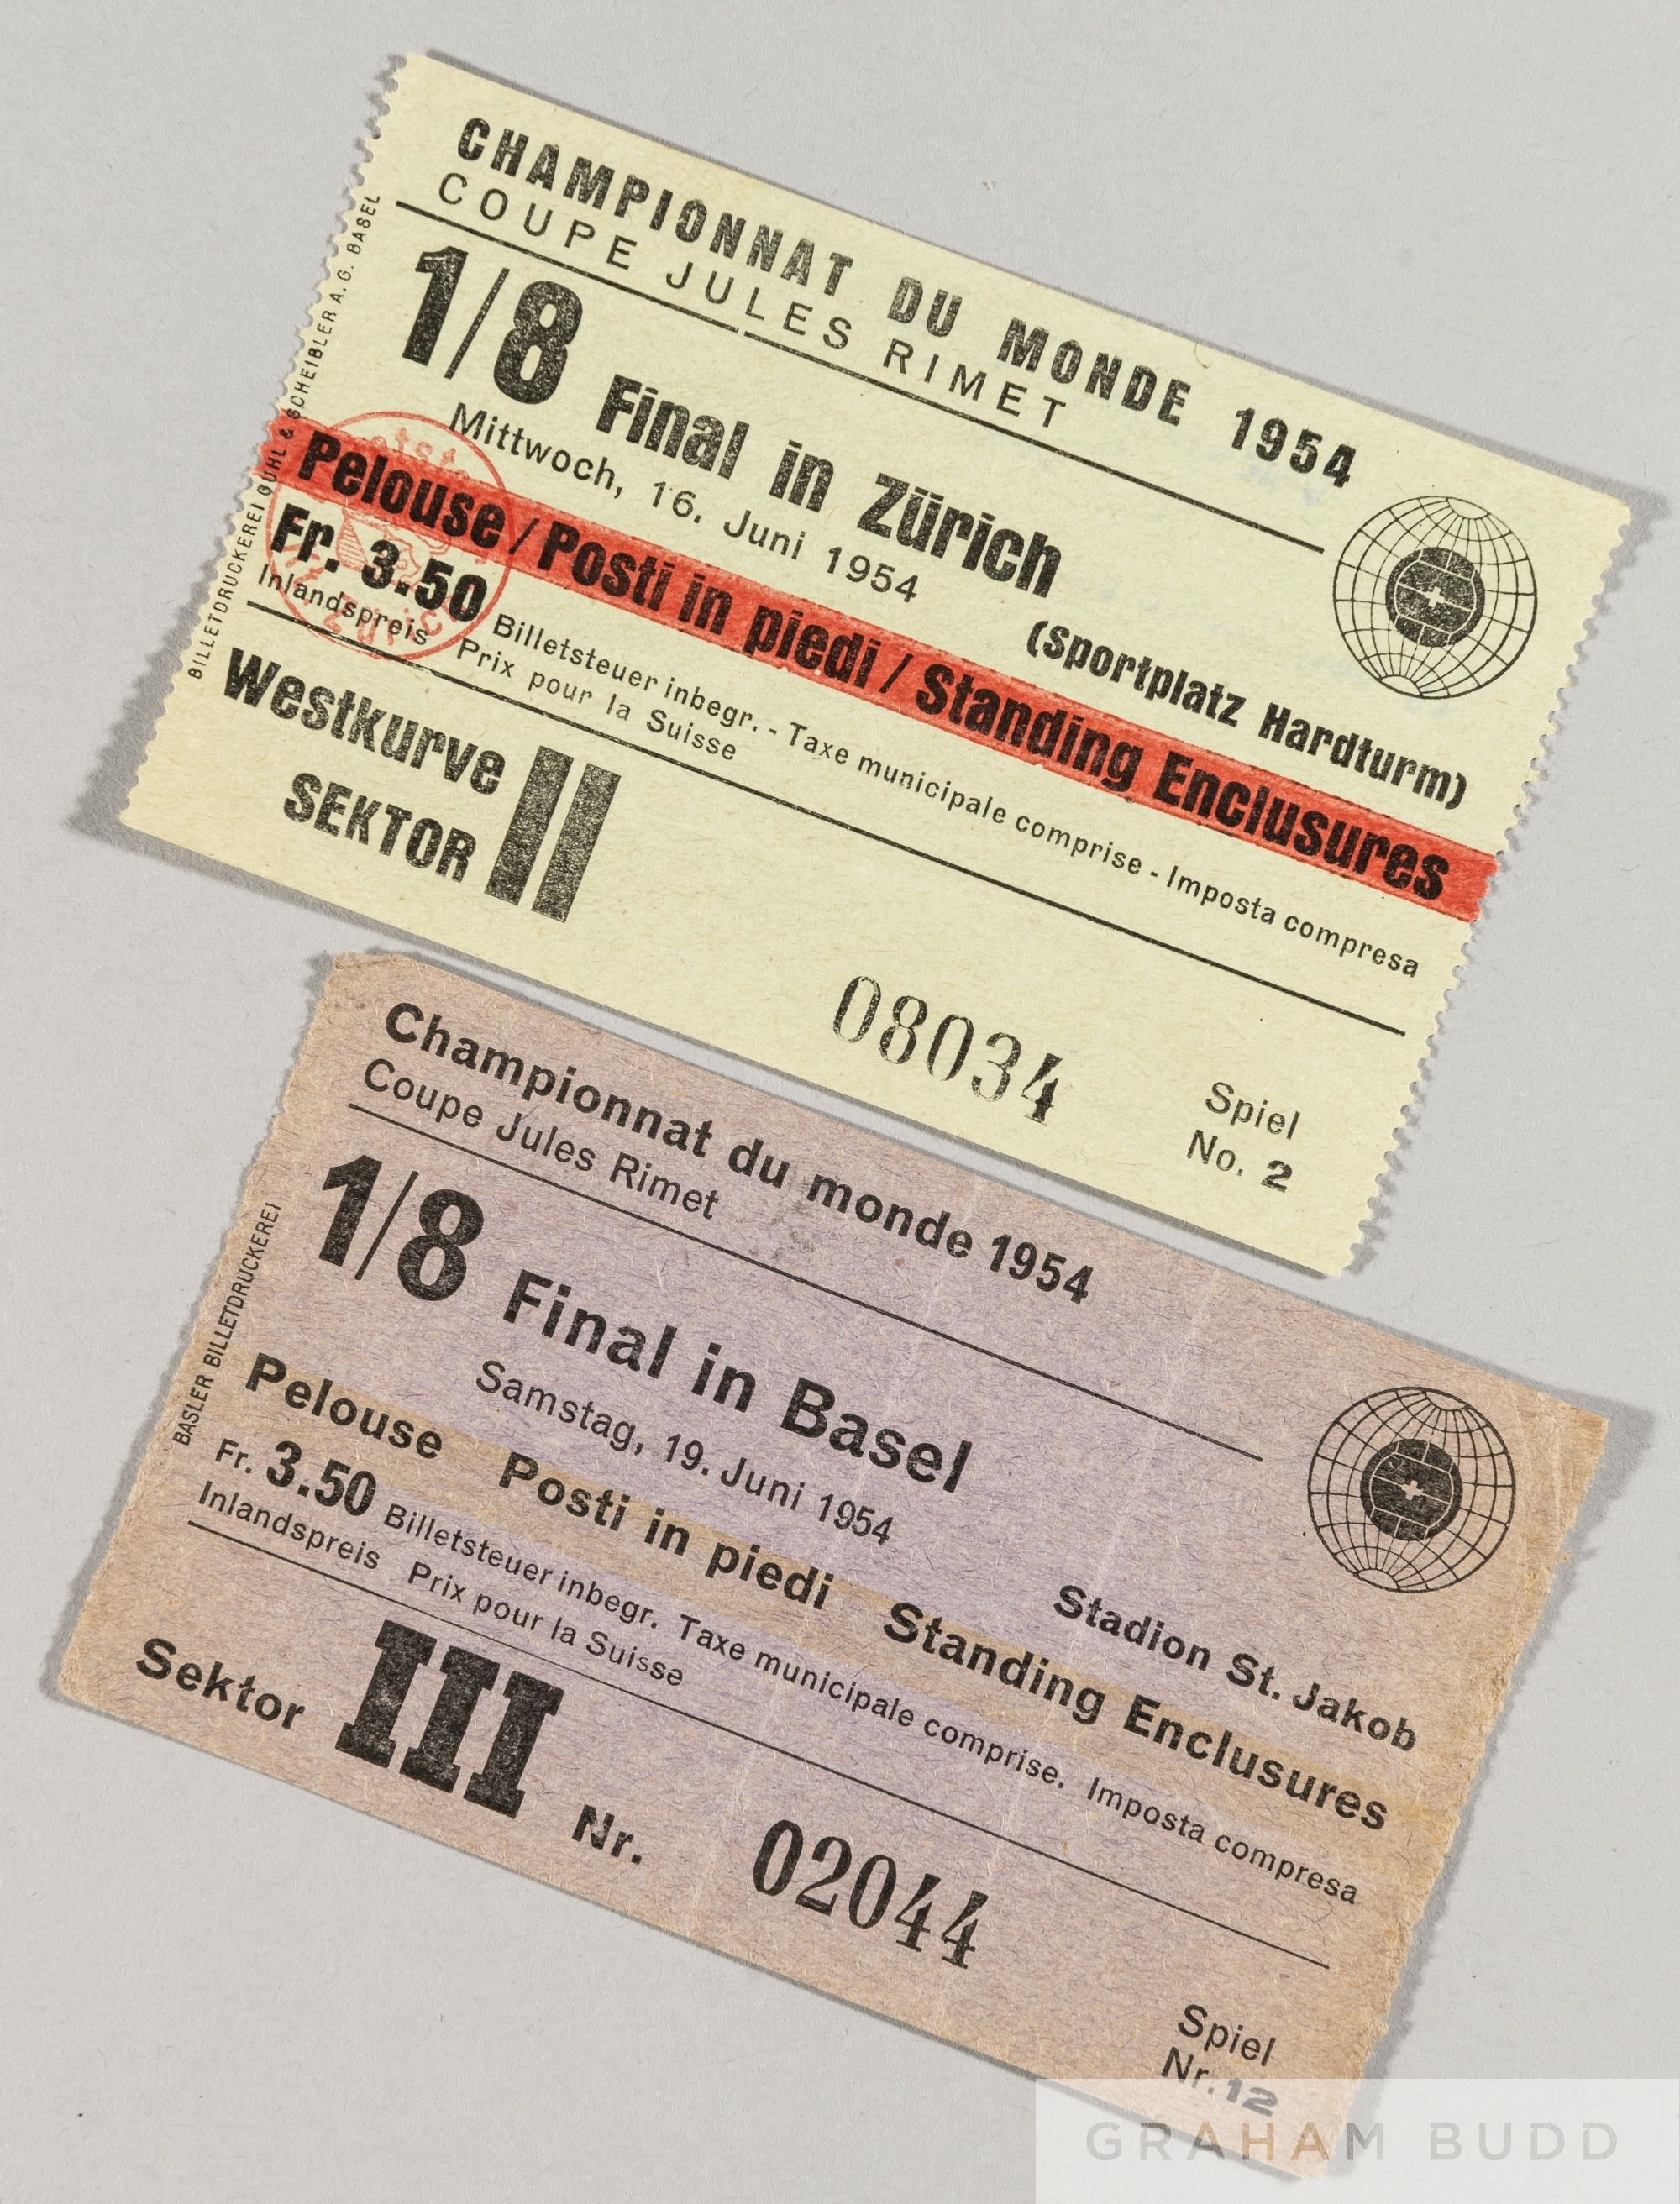 CHAMPIONNAT DU MONDE 1954
COUPE JULES RIMET
1/8 Final in Zürich
Mittwoch, 16. Juni 1954
(Sportplatz Hardturm)
Pelouse / Posti in piedi / Standing Enclusures
Fr. 3.50 Billetsteuer inbegr. - Taxe municipale comprise - Imposta compresa
Inlandspreis Prix pour la Suisse
Westkurve
SEKTOR II
08034
Spiel
No. 2
BILLETDRUCKEREI GUHL & SCHEIBLER A. G. BASEL
Championnat du monde 1954
Coupe Jules Rimet
1/8 Final in Basel
Samstag, 19. Juni 1954
Stadion St. Jakob
Pelouse Posti in piedi Standing Enclusures
Fr. 3.50 Billetsteuer inbegr. Taxe municipale comprise. Imposta compresa
Inlandspreis Prix pour la Suisse
Sektor III Nr. 02044
Spiel
Nr. 12
BASLER BILLETDRUCKEREI
GRAHAM BUDD